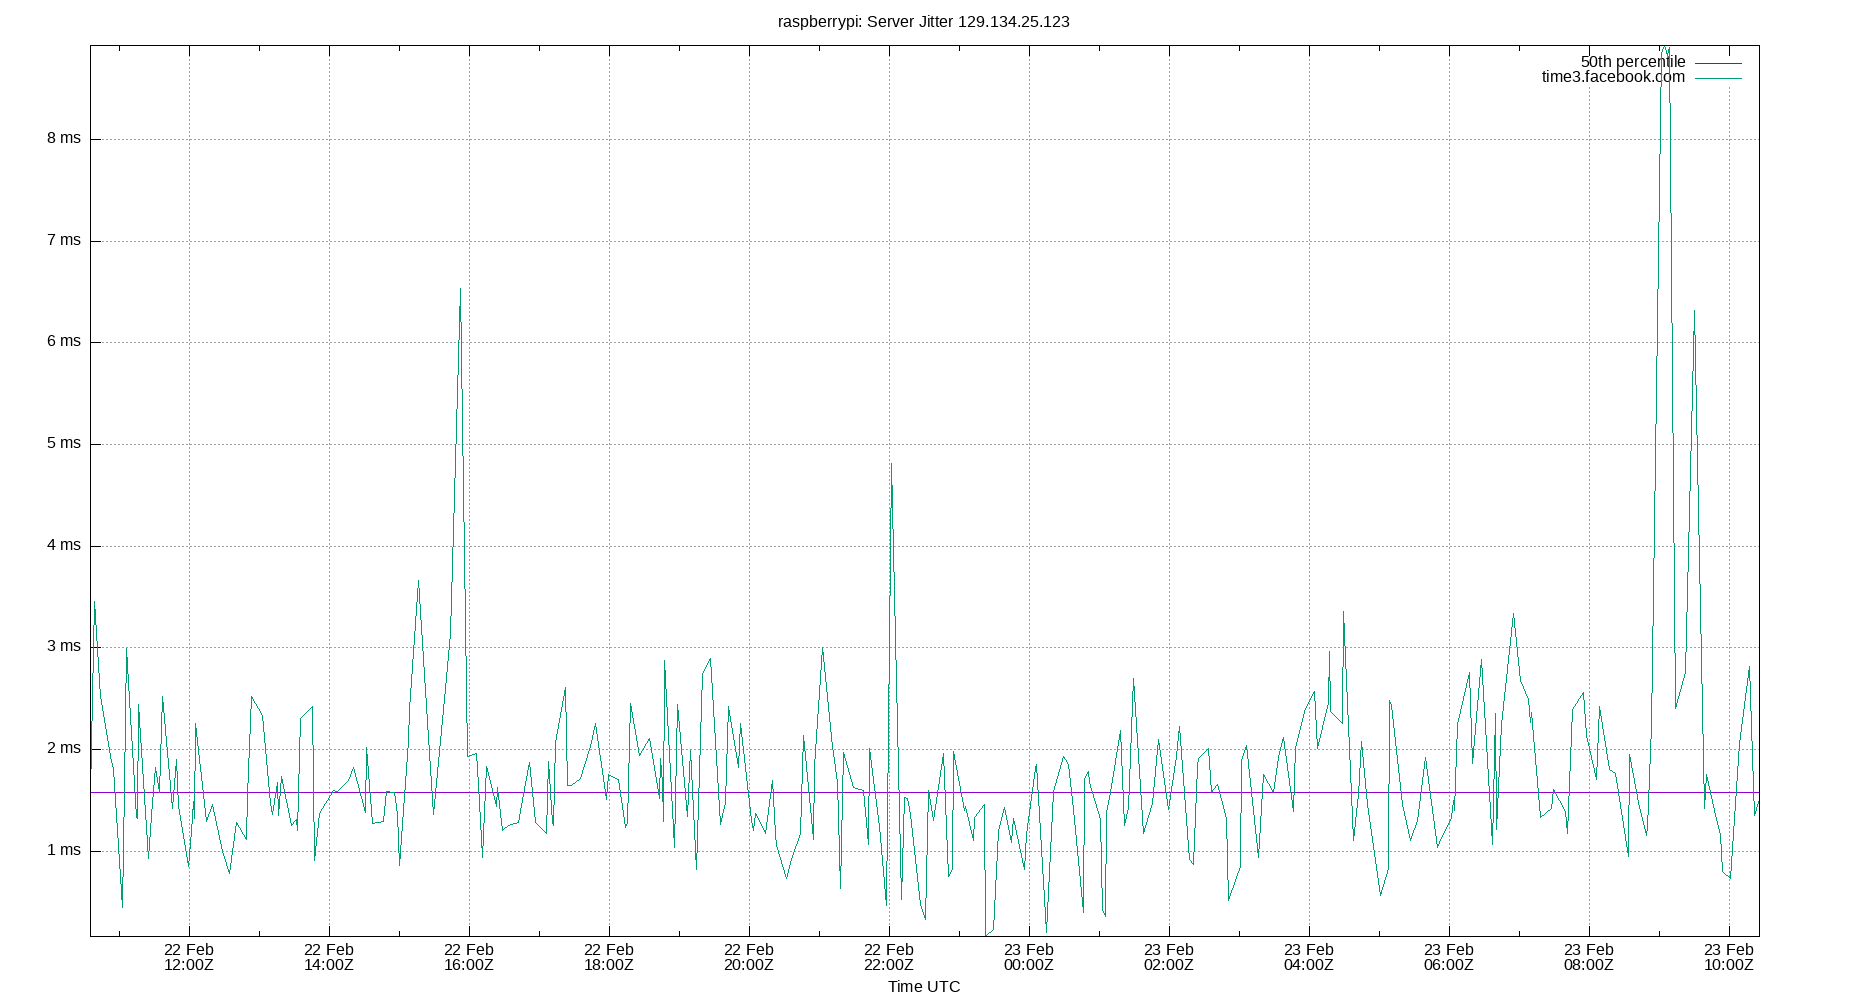 raspberrypi: Server Jitter 129.134.25.123
50th percentile
time3.facebook.com
8 ms
7 ms
6 ms
5 ms
4 ms
3 ms
2 ms
1 ms
22 Feb 22 Feb 22 Feb 22 Feb 22 Feb 22 Feb 23 Feb 23 Feb 23 Feb 23 Feb 23 Feb 23 Feb
12:00Z 14:00Z 16:00Z 18:00Z 20:00Z 22:00Z 00:00Z 02:00Z 04:00Z 06:00Z 08:00Z 10:00Z
Time UTC